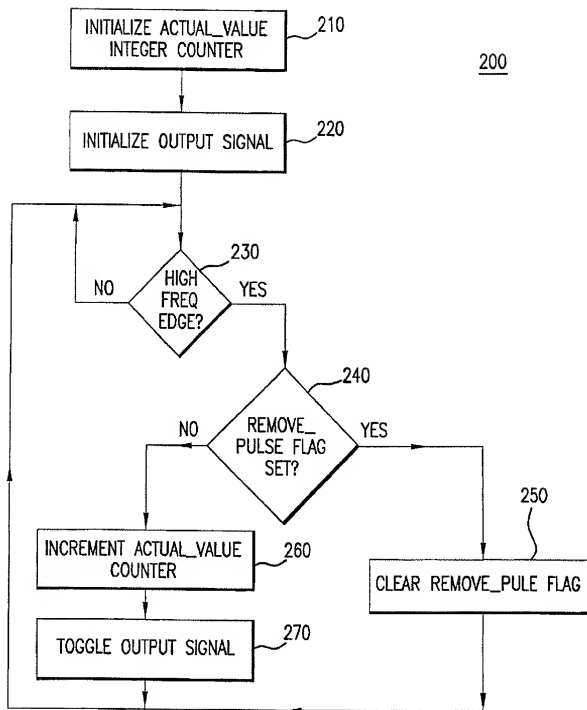 INITIALIZE ACTUAL_VALUE
INTEGER COUNTER
210
200
INITIALIZE OUTPUT SIGNAL
220
230
HIGH
FREQ
EDGE?
NO
YES
240
REMOVE_
PULSE FLAG
SET?
NO
YES
250
INCREMENT ACTUAL_VALUE
COUNTER
260
CLEAR REMOVE_PULE FLAG
TOGGLE OUTPUT SIGNAL
270